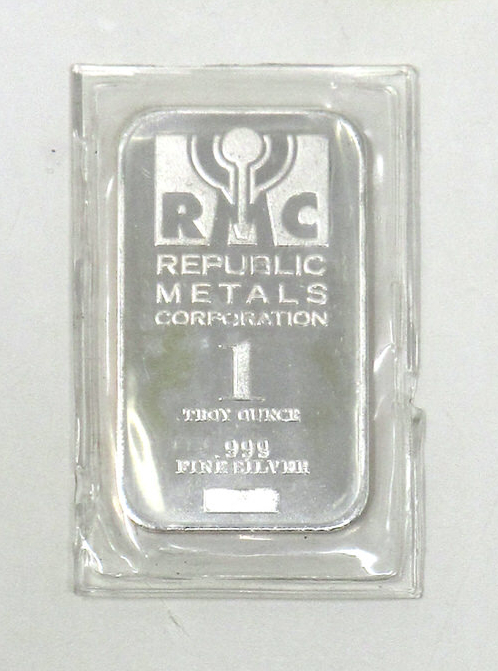 RMC
REPUBLIC
METALS
CORPORATION
1
TROY OUNCE
.999
FINE SILVER